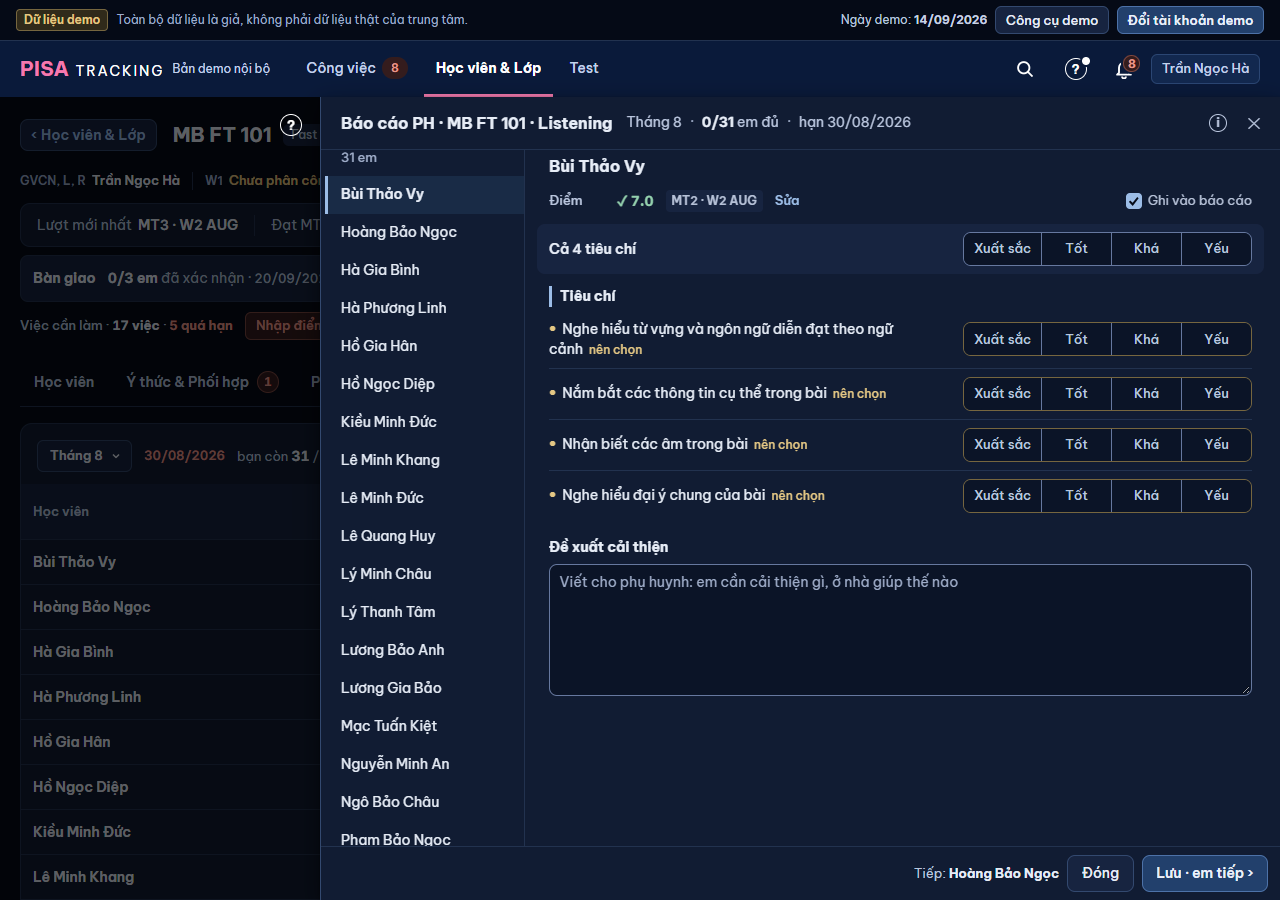 Dữ liệu demo Toàn bộ dữ liệu là giả, không phải dữ liệu thật của trung tâm. Ngày demo: 14/09/2026 Công cụ demo Đổi tài khoản demo
PISA TRACKING Bản demo nội bộ Công việc 8 Học viên & Lớp Test ? 8 Trần Ngọc Hà
‹ Học viên & Lớp MB FT 101 ? Fast
GVCN, L, R Trần Ngọc Hà W1 Chưa phân
Lượt mới nhất MT3 · W2 AUG Đạt MT
Bàn giao 0/3 em đã xác nhận · 20/09/20
Việc cần làm · 17 việc · 5 quá hạn Nhập điểm
Học viên Ý thức & Phối hợp 1 P
Tháng 8 30/08/2026 bạn còn 31 /
Học viên
Bùi Thảo Vy
Hoàng Bảo Ngọc
Hà Gia Bình
Hà Phương Linh
Hồ Gia Hân
Hồ Ngọc Diệp
Kiều Minh Đức
Lê Minh Khang
Báo cáo PH · MB FT 101 · Listening Tháng 8 · 0/31 em đủ · hạn 30/08/2026
31 em
Bùi Thảo Vy
Hoàng Bảo Ngọc
Hà Gia Bình
Hà Phương Linh
Hồ Gia Hân
Hồ Ngọc Diệp
Kiều Minh Đức
Lê Minh Khang
Lê Minh Đức
Lê Quang Huy
Lý Minh Châu
Lý Thanh Tâm
Lương Bảo Anh
Lương Gia Bảo
Mạc Tuấn Kiệt
Nguyễn Minh An
Ngô Bảo Châu
Phạm Bảo Ngọc
Bùi Thảo Vy
Điểm ✓ 7.0 MT2 · W2 AUG Sửa Ghi vào báo cáo
Cả 4 tiêu chí Xuất sắc Tốt Khá Yếu
Tiêu chí
• Nghe hiểu từ vựng và ngôn ngữ diễn đạt theo ngữ
cảnh nên chọn Xuất sắc Tốt Khá Yếu
• Nắm bắt các thông tin cụ thể trong bài nên chọn Xuất sắc Tốt Khá Yếu
• Nhận biết các âm trong bài nên chọn Xuất sắc Tốt Khá Yếu
• Nghe hiểu đại ý chung của bài nên chọn Xuất sắc Tốt Khá Yếu
Đề xuất cải thiện
Viết cho phụ huynh: em cần cải thiện gì, ở nhà giúp thế nào
Tiếp: Hoàng Bảo Ngọc Đóng Lưu · em tiếp ›